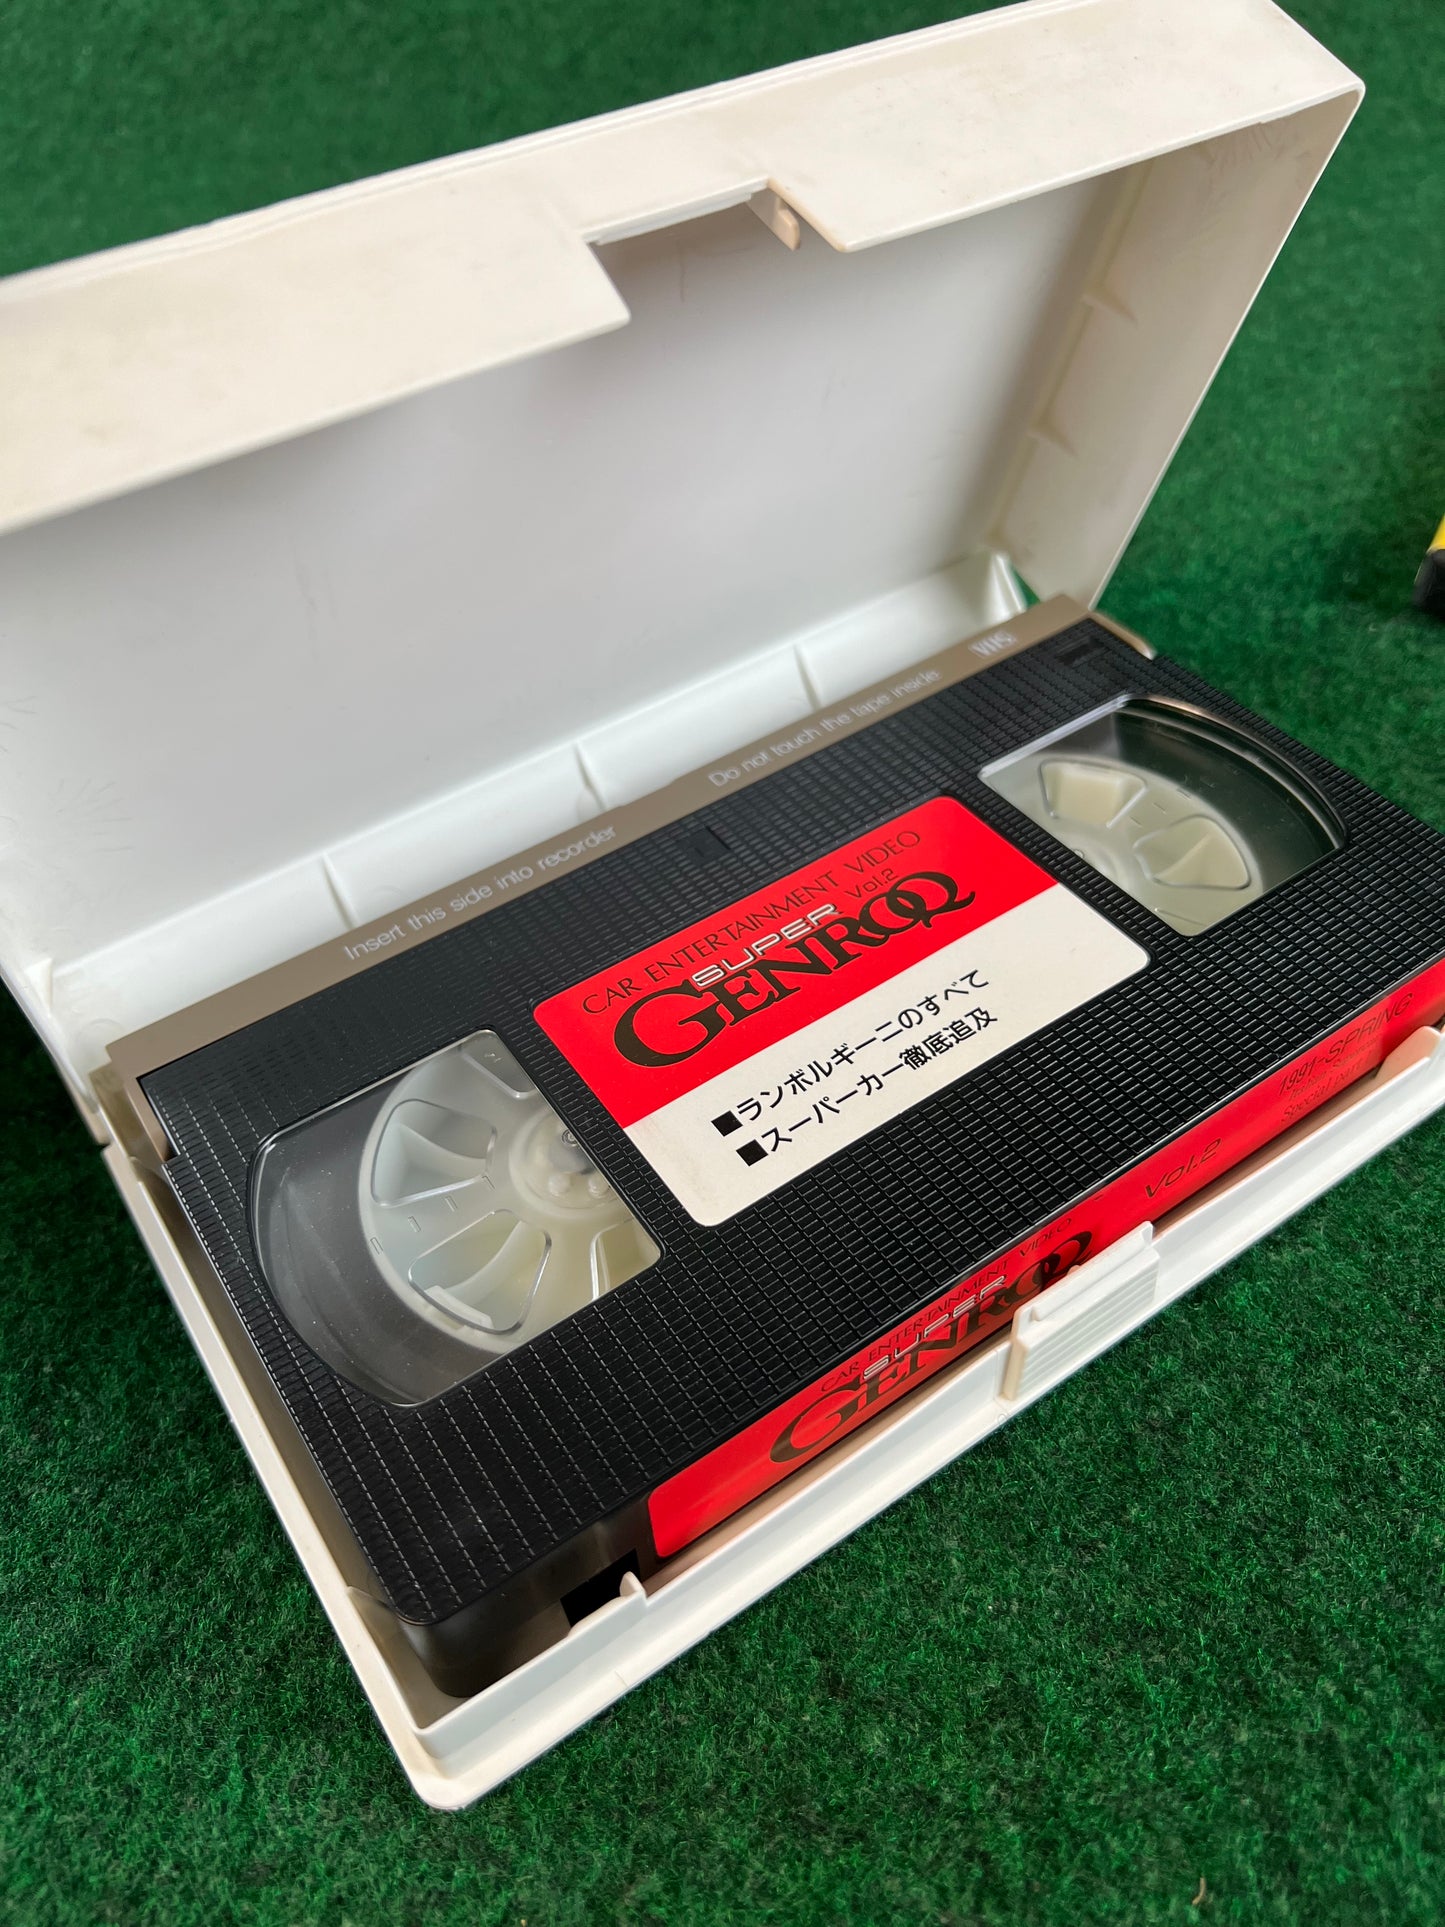 VHS
Insert this side into recorder
Do not touch the tape inside
CAR ENTERTAINMENT VIDEO
SUPER Vol.2
GENROQ
■ランボルギーニのすべて
■スーパーカー徹底追及
CAR ENTERTAINMENT VIDEO
SUPER
GENROQ
Vol.2
1991-SPRING
Special